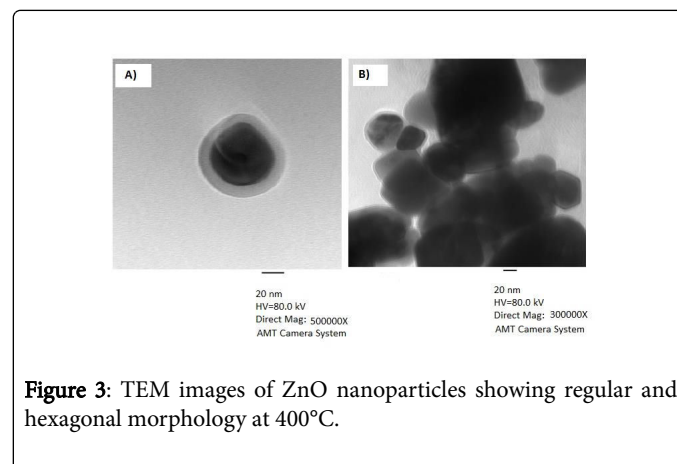 A)
B)
20 nm
HV=80.0 kV
Direct Mag: 500000X
AMT Camera System
20 nm
HV=80.0 kV
Direct Mag: 300000X
AMT Camera System
Figure 3: TEM images of ZnO nanoparticles showing regular and
hexagonal morphology at 400°C.